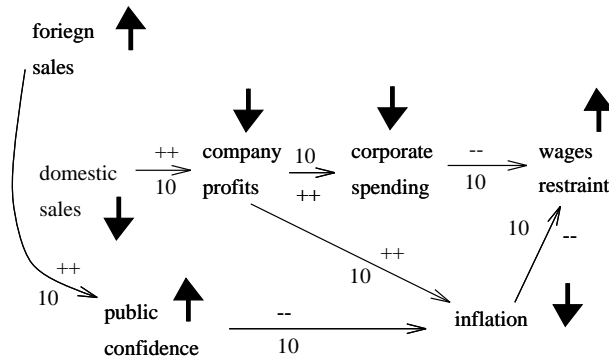 foriegn
sales
++
company
10
corporate
--
wages
domestic
10
profits
++
spending
10
restraint
sales
10
--
++
++
10
10
public
--
inflation
confidence
10